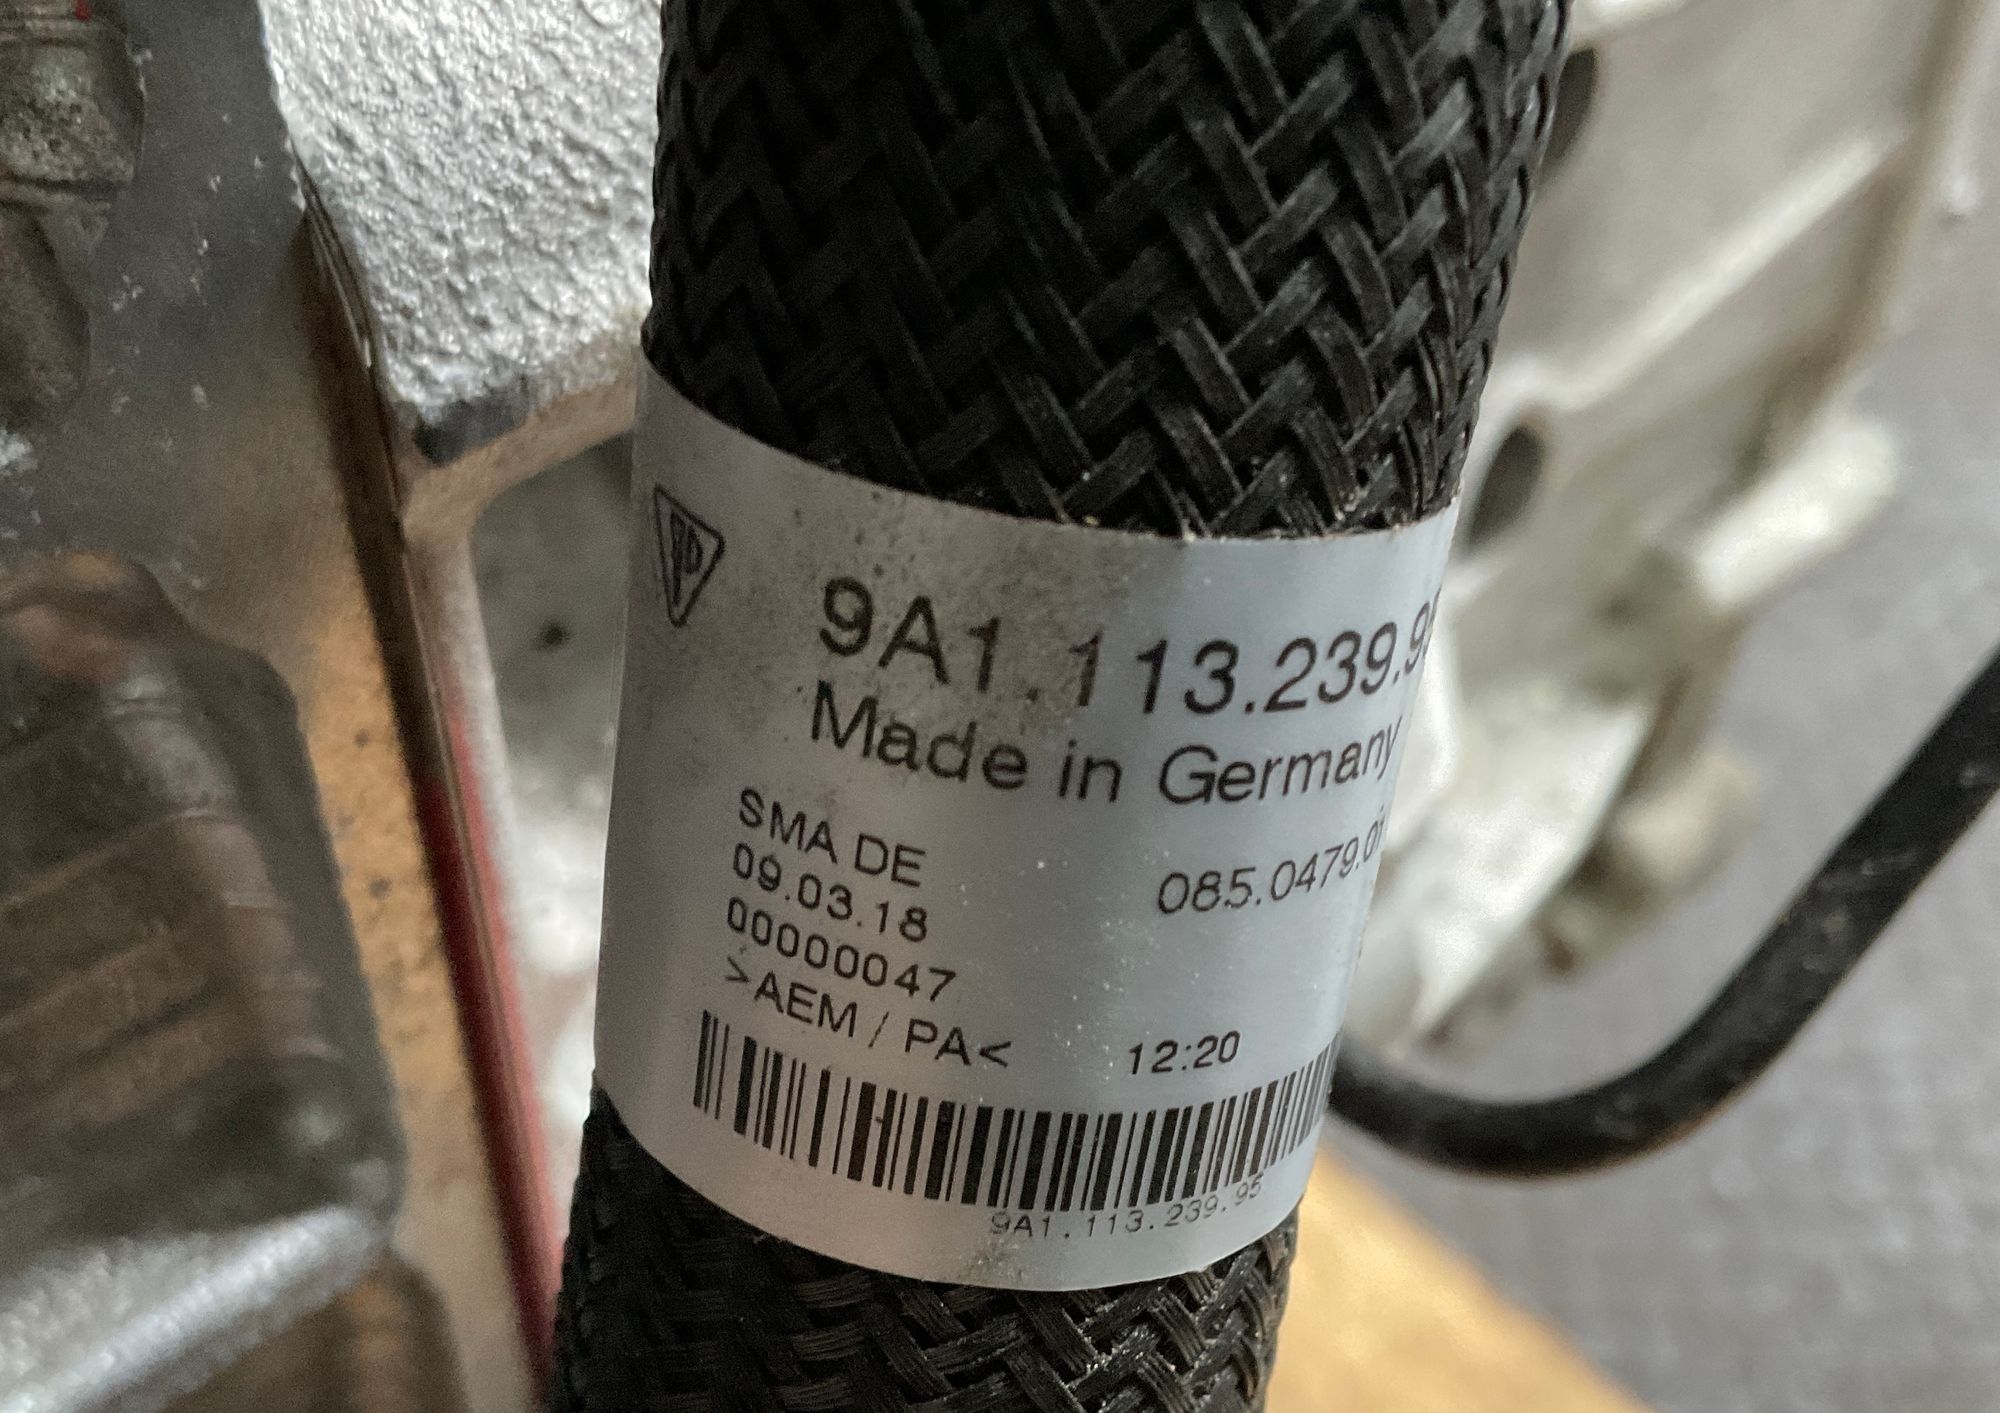 9A1.113.239.95
Made in Germany
SMA DE
09.03.18
085.0479.0
00000047
>AEM / PA<
12:20
9A1.113.239.95